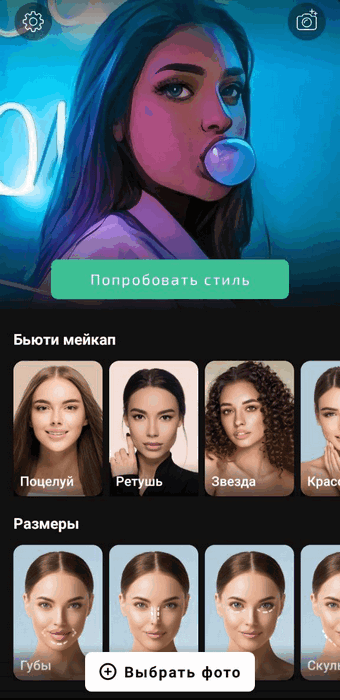 Попробовать стиль
Бьюти мейкап
Поцелуй
Ретушь
Звезда
Размеры
Губы
Выбрать фото